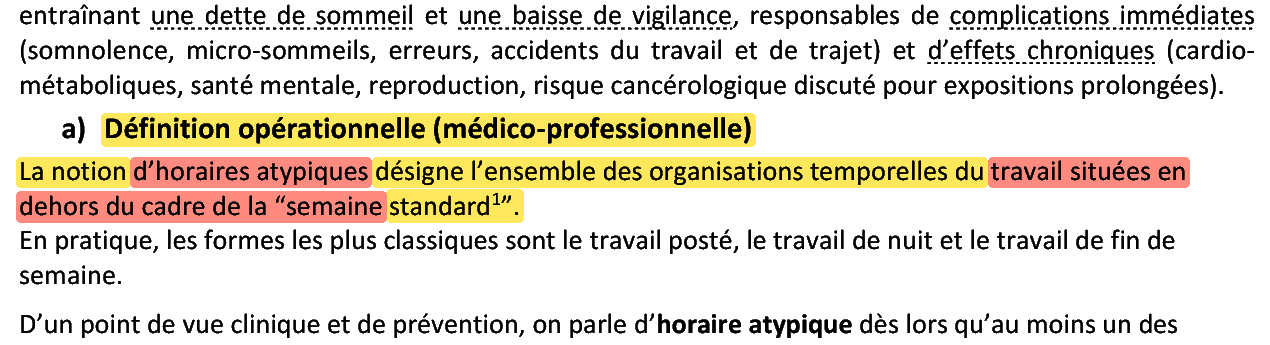 entraînant une dette de sommeil et une baisse de vigilance, responsables de complications immédiates
(somnolence, micro-sommeils, erreurs, accidents du travail et de trajet) et d’effets chroniques (cardio-
métaboliques, santé mentale, reproduction, risque cancérologique discuté pour expositions prolongées).
a) Définition opérationnelle (médico-professionnelle)
La notion d’horaires atypiques désigne l’ensemble des organisations temporelles du travail situées en
dehors du cadre de la “semaine standard¹”.
En pratique, les formes les plus classiques sont le travail posté, le travail de nuit et le travail de fin de
semaine.
D’un point de vue clinique et de prévention, on parle d’horaire atypique dès lors qu’au moins un des